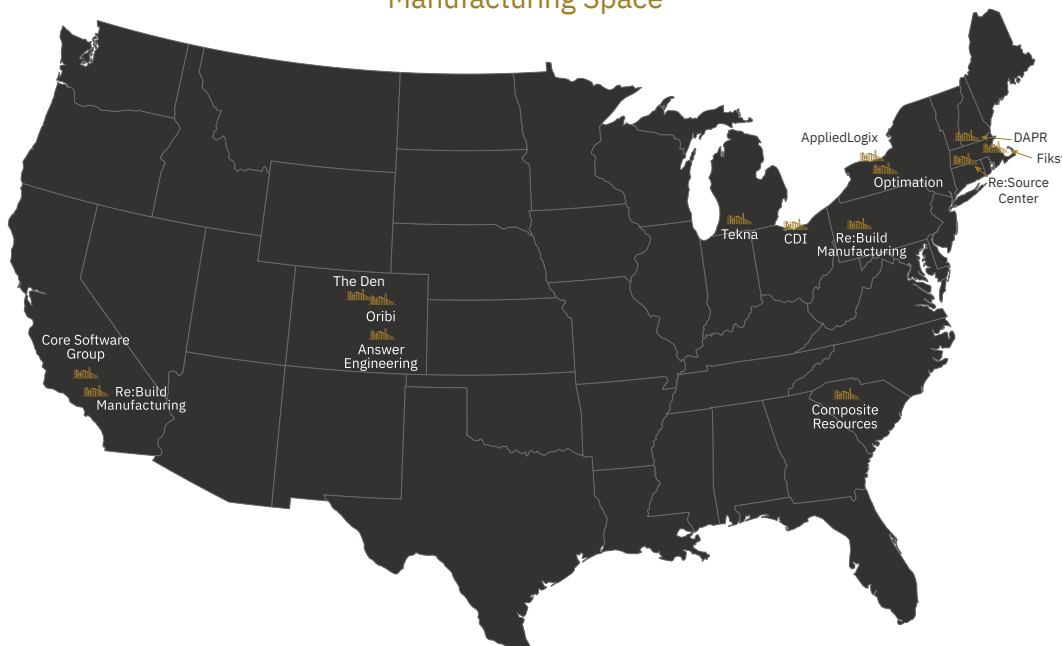 Manufacturing Space
AppliedLogix
DAPR
Fikst
Optimation
Re:Source
Center
Tekna
CDI
Re:Build
Manufacturing
The Den
Oribi
Answer
Engineering
Core Software
Group
Re:Build
Manufacturing
Composite
Resources